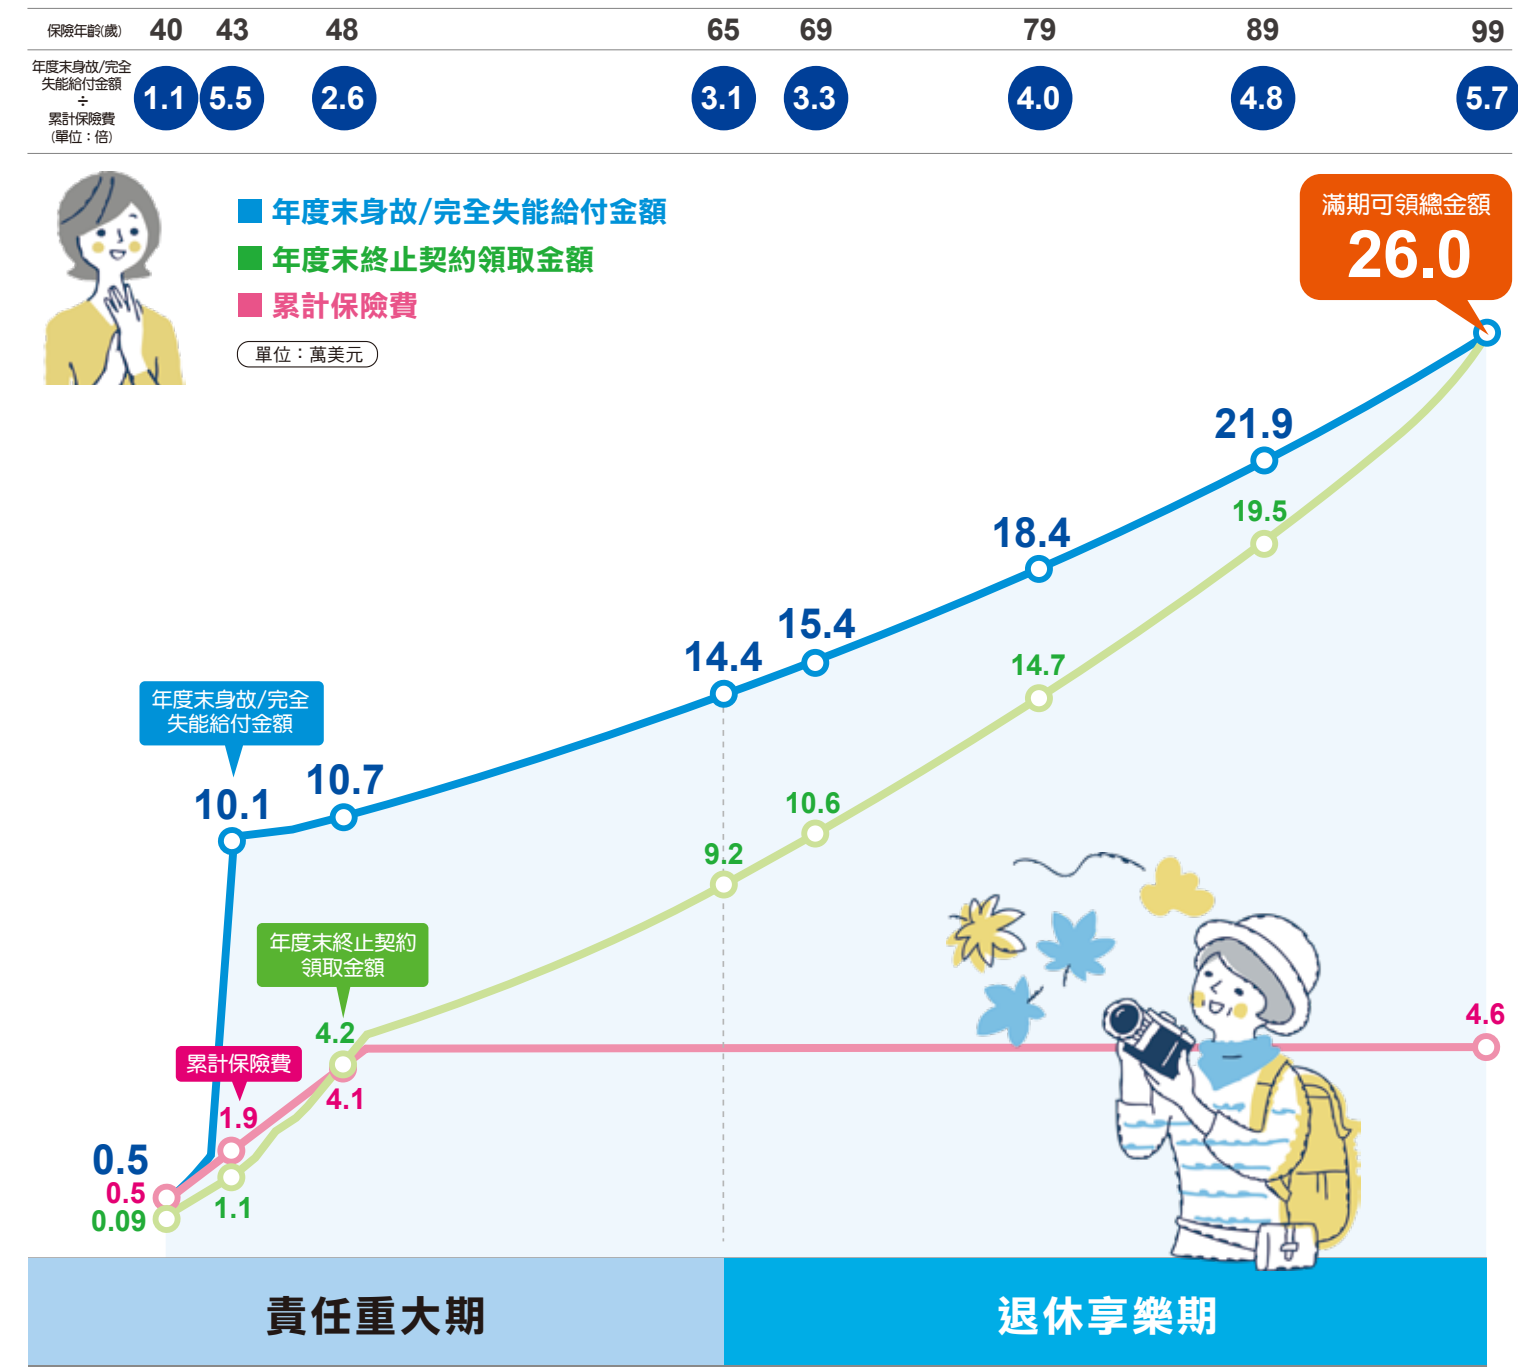 保險年齡(歲) 40 43 48 65 69 79 89 99
年度末身故/完全
失能給付金額
÷
累計保險費
(單位：倍)
1.1 5.5 2.6 3.1 3.3 4.0 4.8 5.7
年度末身故/完全失能給付金額
年度末終止契約領取金額
累計保險費
單位：萬美元
滿期可領總金額
26.0
21.9
19.5
18.4
15.4
14.4
14.7
年度末身故/完全
失能給付金額
10.7
10.1
10.6
9.2
年度末終止契約
領取金額
4.2
4.6
累計保險費
4.1
1.9
0.5
0.5
0.09
1.1
責任重大期 退休享樂期